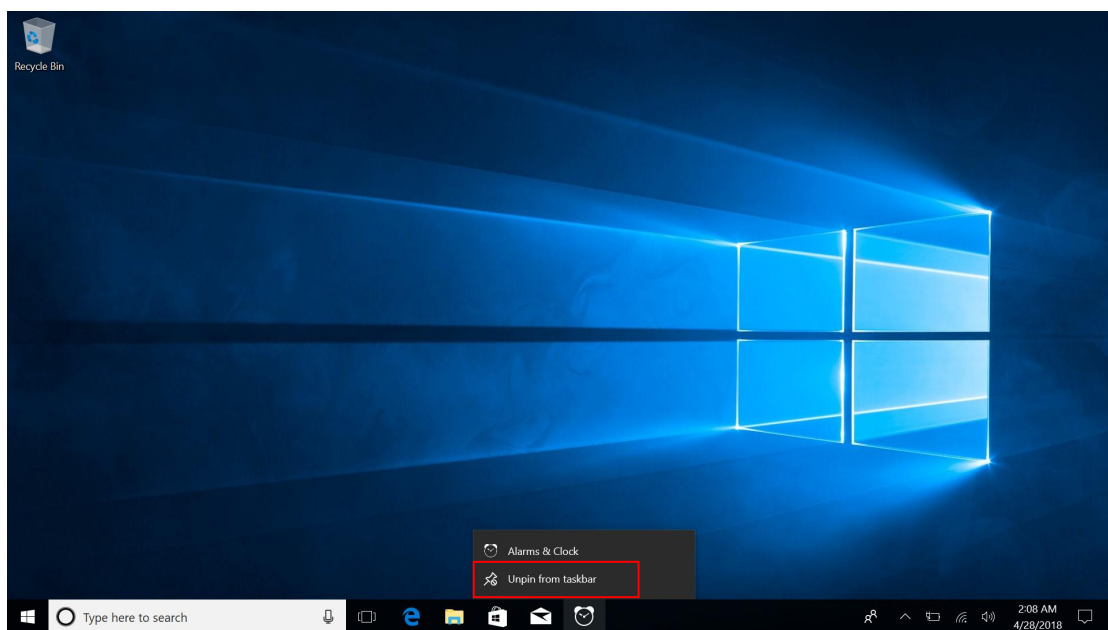 Recycle Bin
Alarms & Clock
Unpin from taskbar
Type here to search
2:08 AM
4/28/2018